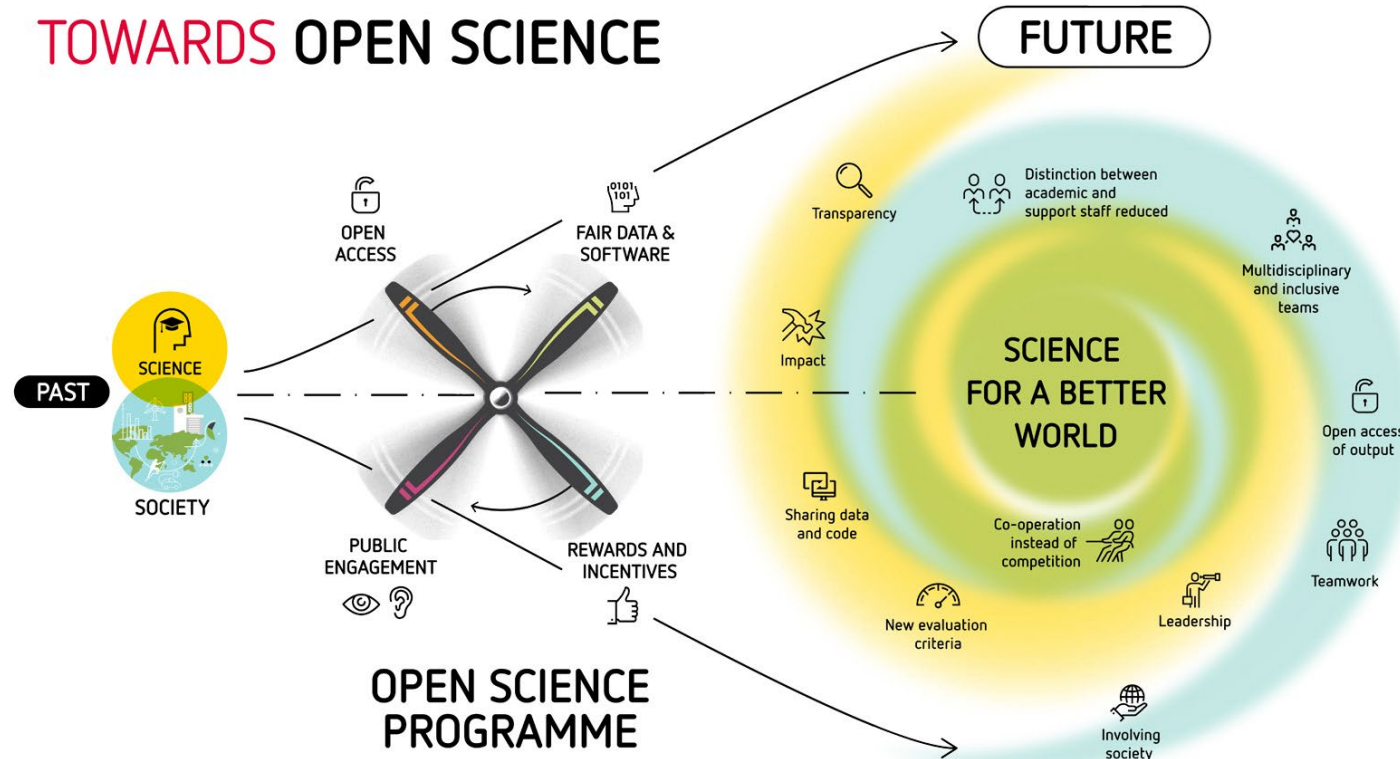 TOWARDS OPEN SCIENCE
FUTURE
PAST
SCIENCE
SOCIETY
OPEN
ACCESS
0101
101
FAIR DATA &
SOFTWARE
PUBLIC
ENGAGEMENT
REWARDS AND
INCENTIVES
OPEN SCIENCE
PROGRAMME
Transparency
Distinction between
academic and
support staff reduced
Multidisciplinary
and inclusive
teams
Impact
SCIENCE
FOR A BETTER
WORLD
Open access
of output
Sharing data
and code
Co-operation
instead of
competition
Teamwork
New evaluation
criteria
Leadership
Involving
society